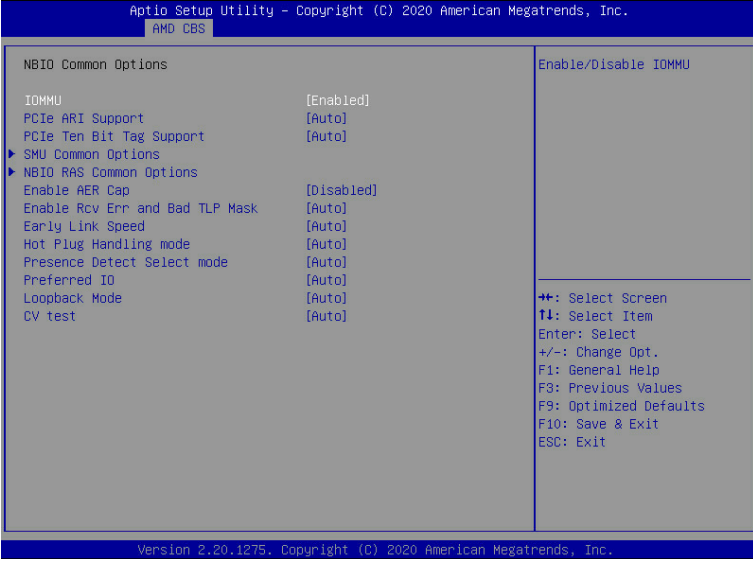 Aptio Setup Utility – Copyright (C) 2020 American Megatrends, Inc.
AMD CBS
NBIO Common Options
IOMMU [Enabled]
PCIe ARI Support [Auto]
PCIe Ten Bit Tag Support [Auto]
SMU Common Options
NBIO RAS Common Options
Enable AER Cap [Disabled]
Enable Rcv Err and Bad TLP Mask [Auto]
Early Link Speed [Auto]
Hot Plug Handling mode [Auto]
Presence Detect Select mode [Auto]
Preferred IO [Auto]
Loopback Mode [Auto]
CV test [Auto]
Enable/Disable IOMMU
→←: Select Screen
↑↓: Select Item
Enter: Select
+/-: Change Opt.
F1: General Help
F3: Previous Values
F9: Optimized Defaults
F10: Save & Exit
ESC: Exit
Version 2.20.1275. Copyright (C) 2020 American Megatrends, Inc.